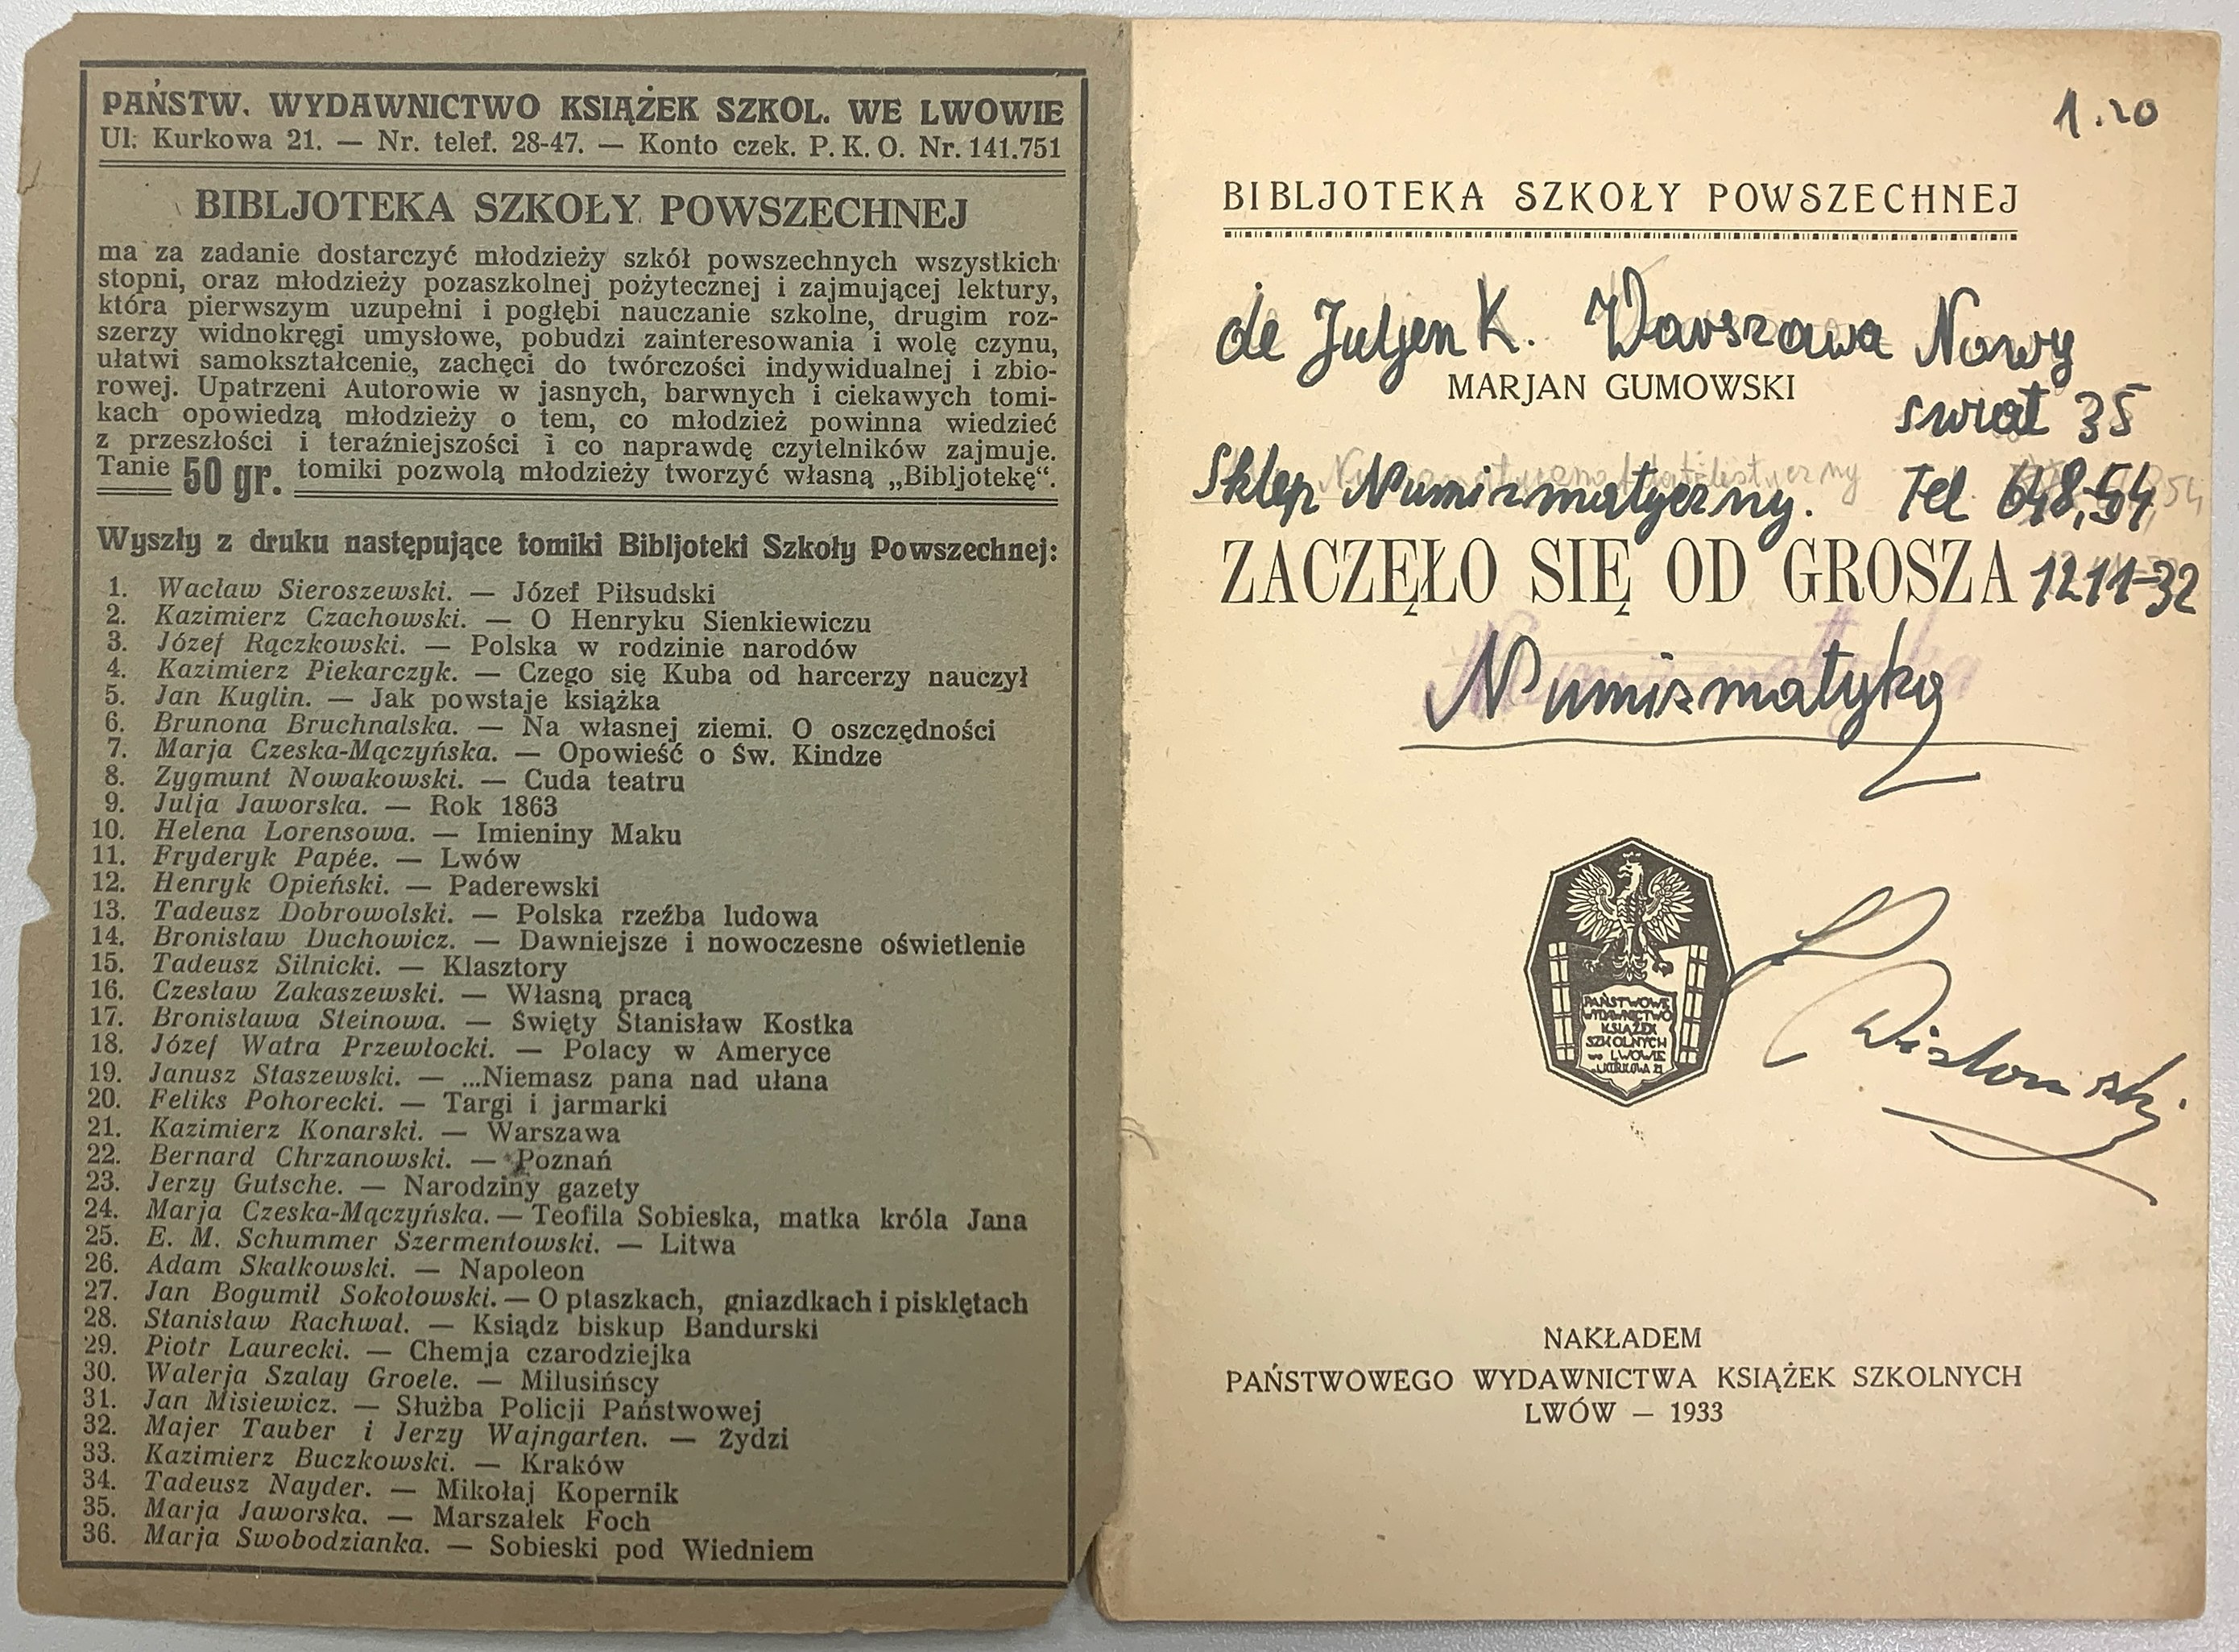 PAŃSTW. WYDAWNICTWO KSIĄŻEK SZKOL. WE LWOWIE
Ul. Kurkowa 21. — Nr. telef. 28-47. — Konto czek. P. K. O. Nr. 141.751
BIBLJOTEKA SZKOŁY POWSZECHNEJ
ma za zadanie dostarczyć młodzieży szkół powszechnych wszystkich
stopni, oraz młodzieży pozaszkolnej pożytecznej i zajmującej lektury,
która pierwszym uzupełni i pogłębi nauczanie szkolne, drugim roz-
szerzy widnokręgi umysłowe, pobudzi zainteresowania i wolę czynu,
ułatwi samokształcenie, zachęci do twórczości indywidualnej i zbio-
rowej. Upatrzeni Autorowie w jasnych, barwnych i ciekawych tomi-
kach opowiedzą młodzieży o tem, co młodzież powinna wiedzieć
z przeszłości i teraźniejszości i co naprawdę czytelników zajmuje.
Tanie 50 gr. tomiki pozwolą młodzieży tworzyć własną „Bibljotekę“.
Wyszły z druku następujące tomiki Bibljoteki Szkoły Powszechnej:
1. Wacław Sieroszewski. — Józef Piłsudski
2. Kazimierz Czachowski. — O Henryku Sienkiewiczu
3. Józef Rączkowski. — Polska w rodzinie narodów
4. Kazimierz Piekarczyk. — Czego się Kuba od harcerzy nauczył
5. Jan Kuglin. — Jak powstaje książka
6. Brunona Bruchnalska. — Na własnej ziemi. O oszczędności
7. Marja Czeska-Mączyńska. — Opowieść o Św. Kindze
8. Zygmunt Nowakowski. — Cuda teatru
9. Julja Jaworska. — Rok 1863
10. Helena Lorensowa. — Imieniny Maku
11. Fryderyk Papée. — Lwów
12. Henryk Opieński. — Paderewski
13. Tadeusz Dobrowolski. — Polska rzeźba ludowa
14. Bronisław Duchowicz. — Dawniejsze i nowoczesne oświetlenie
15. Tadeusz Silnicki. — Klasztory
16. Czesław Zakaszewski. — Własną pracą
17. Bronisława Steinowa. — Święty Stanisław Kostka
18. Józef Watra Przewłocki. — Polacy w Ameryce
19. Janusz Staszewski. — ...Niemasz pana nad ułana
20. Feliks Pohorecki. — Targi i jarmarki
21. Kazimierz Konarski. — Warszawa
22. Bernard Chrzanowski. — Poznań
23. Jerzy Gutsche. — Narodziny gazety
24. Marja Czeska-Mączyńska. — Teofila Sobieska, matka króla Jana
25. E. M. Schummer Szermentowski. — Litwa
26. Adam Skałkowski. — Napoleon
27. Jan Bogumił Sokołowski. — O ptaszkach, gniazdkach i pisklętach
28. Stanisław Rachwał. — Ksiądz biskup Bandurski
29. Piotr Laurecki. — Chemja czarodziejka
30. Walerja Szalay Groele. — Milusińscy
31. Jan Misiewicz. — Służba Policji Państwowej
32. Majer Tauber i Jerzy Wajngarten. — Żydzi
33. Kazimierz Buczkowski. — Kraków
34. Tadeusz Nayder. — Mikołaj Kopernik
35. Marja Jaworska. — Marszałek Foch
36. Marja Swobodzianka. — Sobieski pod Wiedniem
1.20
BIBLJOTEKA SZKOŁY POWSZECHNEJ
de Juljen K. Warszawa Nowy
MARJAN GUMOWSKI
świat 35
Sklep Numizmatyczny. Tel 648,54
ZACZĘŁO SIĘ OD GROSZA 12 11-32
Numizmatyka
PAŃSTWOWE
WYDAWNICTWO
KSIĄŻEK
SZKOLNYCH
we LWOWIE
NAKŁADEM
PAŃSTWOWEGO WYDAWNICTWA KSIĄŻEK SZKOLNYCH
LWÓW — 1933